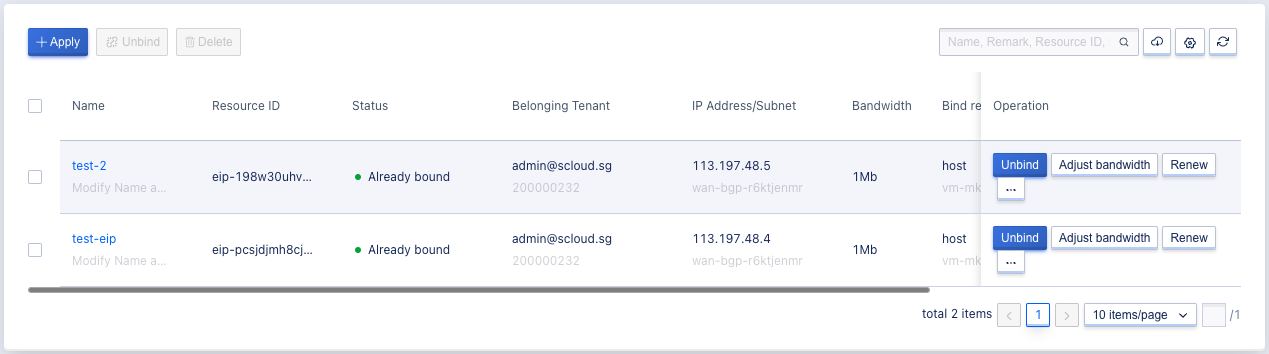 Apply Unbind Delete Name, Remark, Resource ID,
Name Resource ID Status Belonging Tenant IP Address/Subnet Bandwidth Bind re Operation
test-2 admin@scloud.sg 113.197.48.5 host Unbind Adjust bandwidth Renew
eip-198w30uhv... Already bound 1Mb
Modify Name a... 200000232 wan-bgp-r6ktjenmr vm-mk ...
test-eip admin@scloud.sg 113.197.48.4 host Unbind Adjust bandwidth Renew
eip-pcsjdjmh8cj... Already bound 1Mb
Modify Name a... 200000232 wan-bgp-r6ktjenmr vm-mk ...
total 2 items < 1 > 10 items/page /1